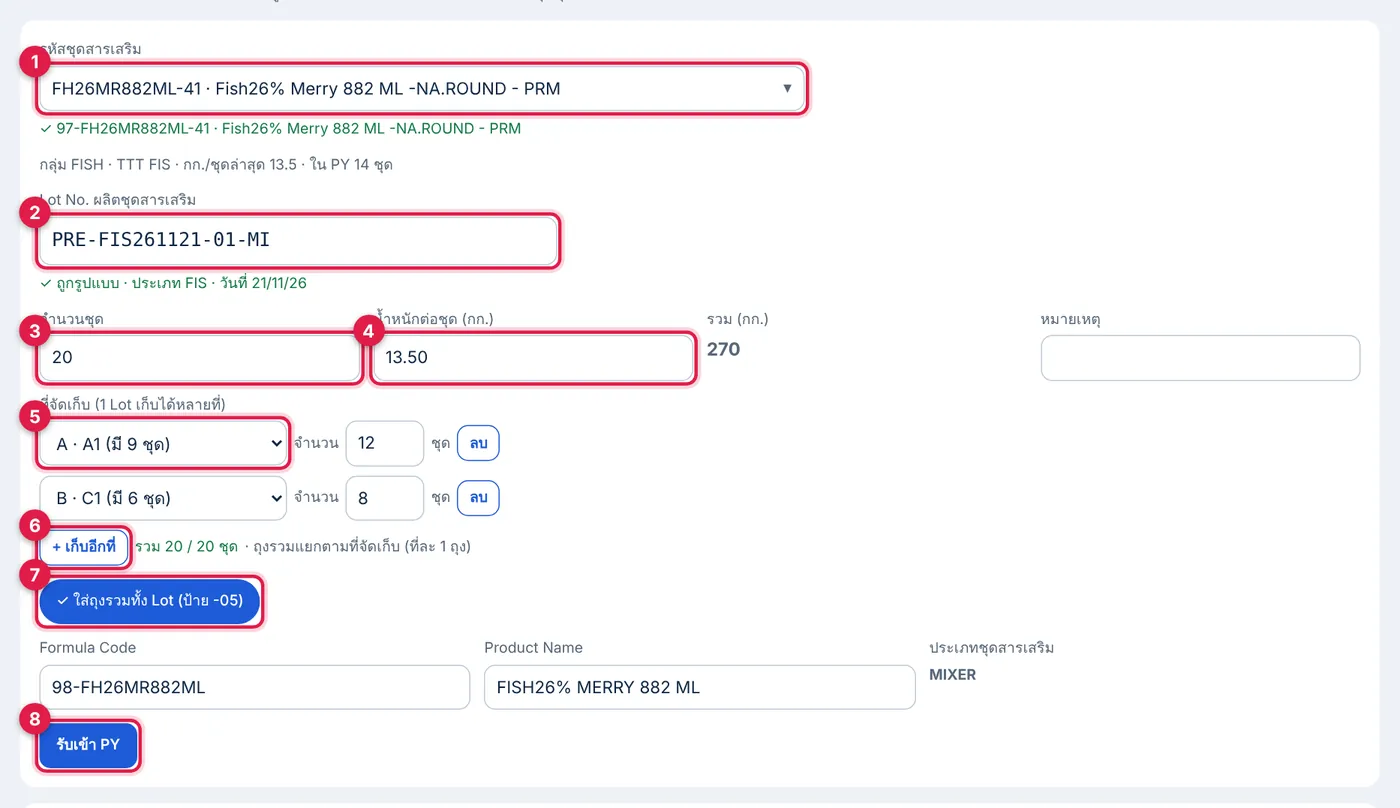 1 รหัสชุดสารเสริม
FH26MR882ML-41 · Fish26% Merry 882 ML -NA.ROUND - PRM ▼
✓ 97-FH26MR882ML-41 · Fish26% Merry 882 ML -NA.ROUND - PRM
กลุ่ม FISH · TTT FIS · กก./ชุดล่าสุด 13.5 · ใน PY 14 ชุด
2 Lot No. ผลิตชุดสารเสริม
PRE-FIS261121-01-MI
✓ ถูกรูปแบบ · ประเภท FIS · วันที่ 21/11/26
3 จำนวนชุด 4 น้ำหนักต่อชุด (กก.) รวม (กก.) หมายเหตุ
20 13.50 270
5 ที่จัดเก็บ (1 Lot เก็บได้หลายที่)
A · A1 (มี 9 ชุด) จำนวน 12 ชุด ลบ
B · C1 (มี 6 ชุด) จำนวน 8 ชุด ลบ
6 + เก็บอีกที่ รวม 20 / 20 ชุด · ถุงรวมแยกตามที่จัดเก็บ (ที่ละ 1 ถุง)
7 ✓ ใส่ถุงรวมทั้ง Lot (ป้าย -05)
Formula Code Product Name ประเภทชุดสารเสริม
98-FH26MR882ML FISH26% MERRY 882 ML MIXER
8 รับเข้า PY